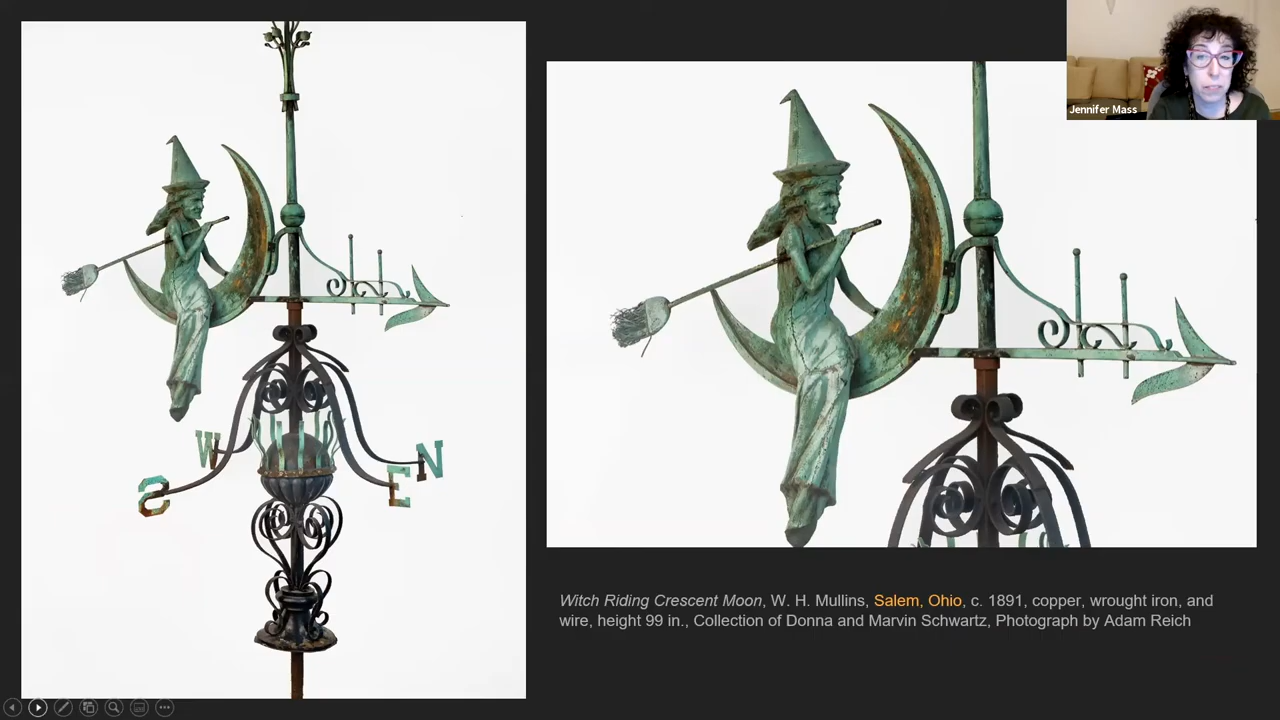 Jennifer Mass
W
N
S
E
Witch Riding Crescent Moon, W. H. Mullins, Salem, Ohio, c. 1891, copper, wrought iron, and
wire, height 99 in., Collection of Donna and Marvin Schwartz, Photograph by Adam Reich